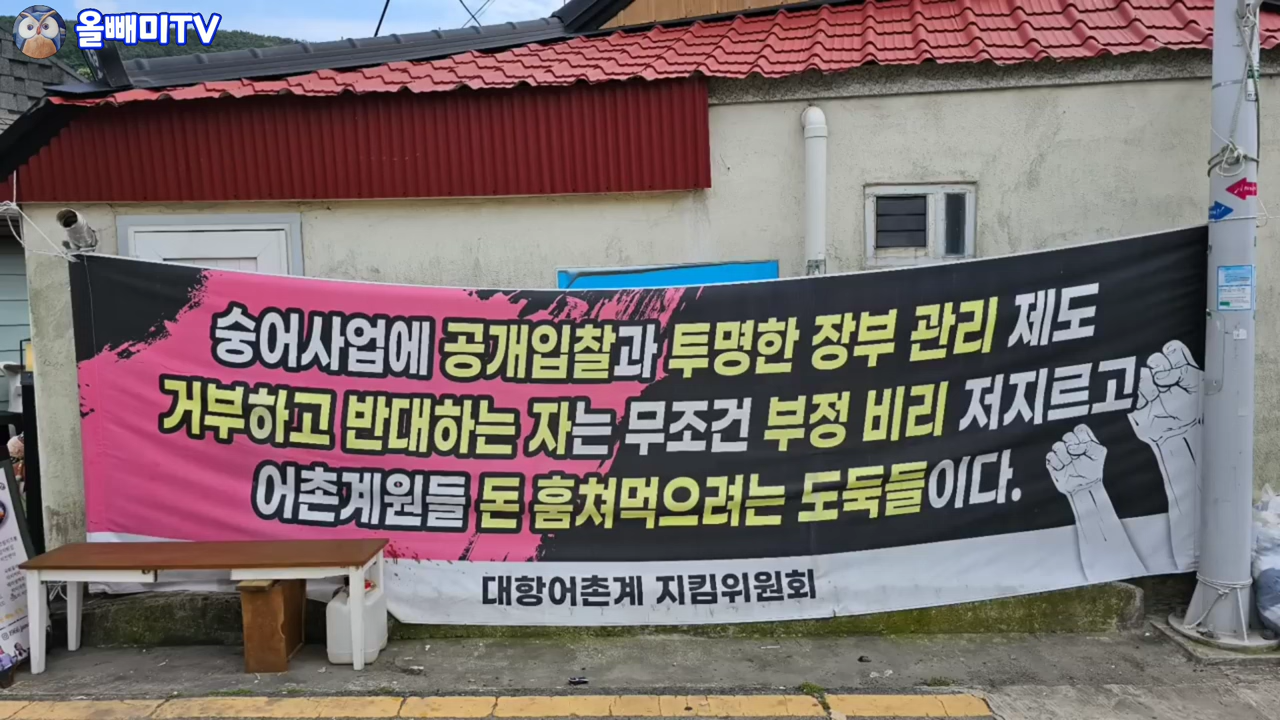 올빼미TV
숭어사업에 공개입찰과 투명한 장부 관리 제도
거부하고 반대하는 자는 무조건 부정 비리 저지르고
어촌계원들 돈 훔쳐먹으려는 도둑들이다.
대항어촌계 지킴위원회